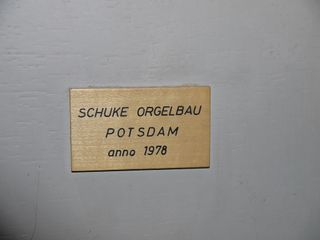 SCHUKE ORGELBAU
POTSDAM
anno 1978